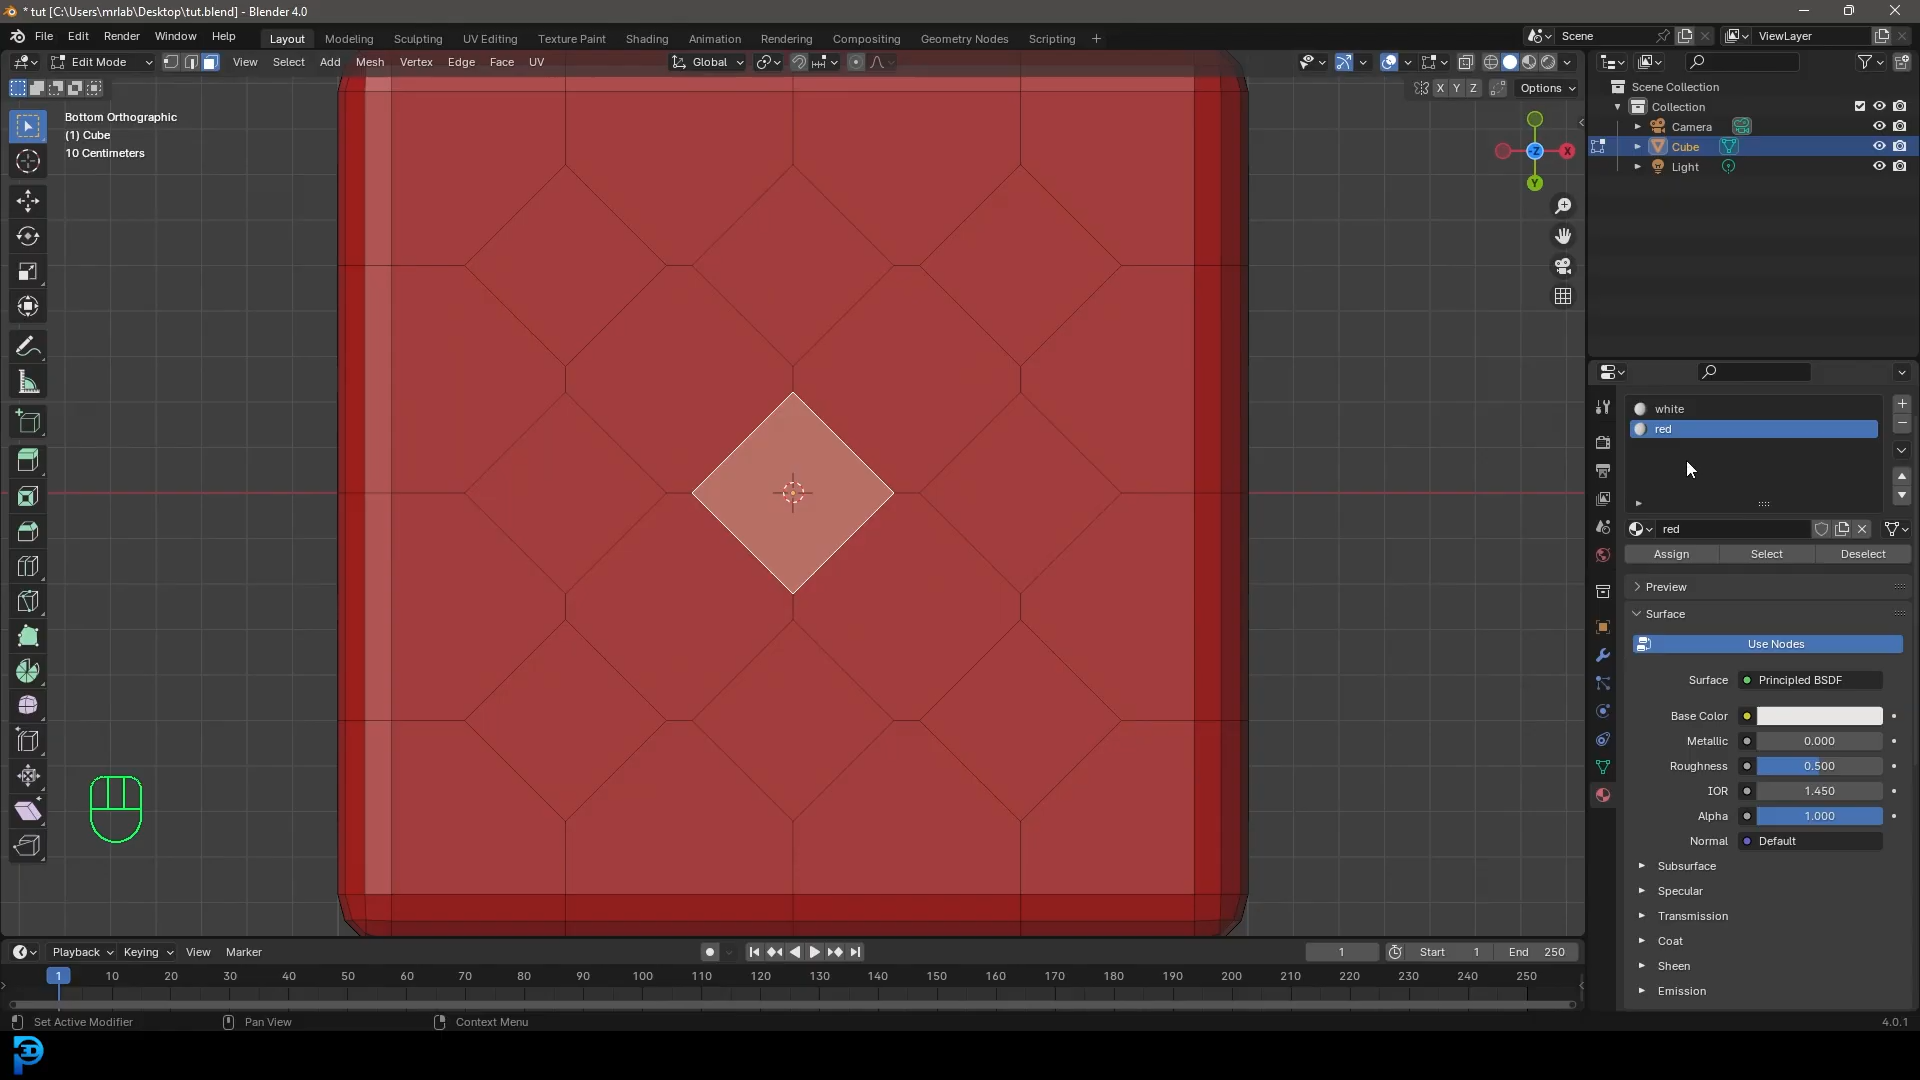 * tut [C:\Users\mrlab\Desktop\tut.blend] - Blender 4.0
File Edit Render Window Help Layout Modeling Sculpting UV Editing Texture Paint Shading Animation Rendering Compositing Geometry Nodes Scripting + Scene ViewLayer
Edit Mode View Select Add Mesh Vertex Edge Face UV Global
X Y Z Options
Bottom Orthographic
(1) Cube
10 Centimeters
-Z X
Y
Scene Collection
Collection
Camera
Cube
Light
white
red
red
Assign Select Deselect
Preview
Surface
Use Nodes
Surface Principled BSDF
Base Color
Metallic 0.000
Roughness 0.500
IOR 1.450
Alpha 1.000
Normal Default
Subsurface
Specular
Transmission
Coat
Sheen
Emission
Playback Keying View Marker 1 Start 1 End 250
1 10 20 30 40 50 60 70 80 90 100 110 120 130 140 150 160 170 180 190 200 210 220 230 240 250
Set Active Modifier Pan View Context Menu 4.0.1
3D